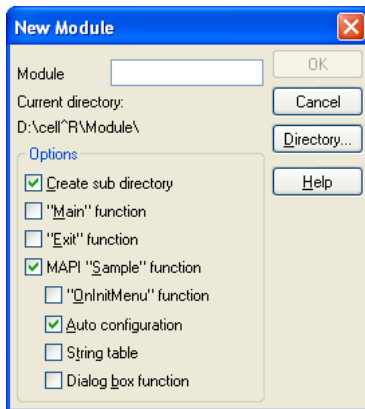 New Module
Module
OK
Current directory:
Cancel
D:\cell^R\Module\
Directory...
Options
Help
Create sub directory
"Main" function
"Exit" function
MAPI "Sample" function
"OnInitMenu" function
Auto configuration
String table
Dialog box function